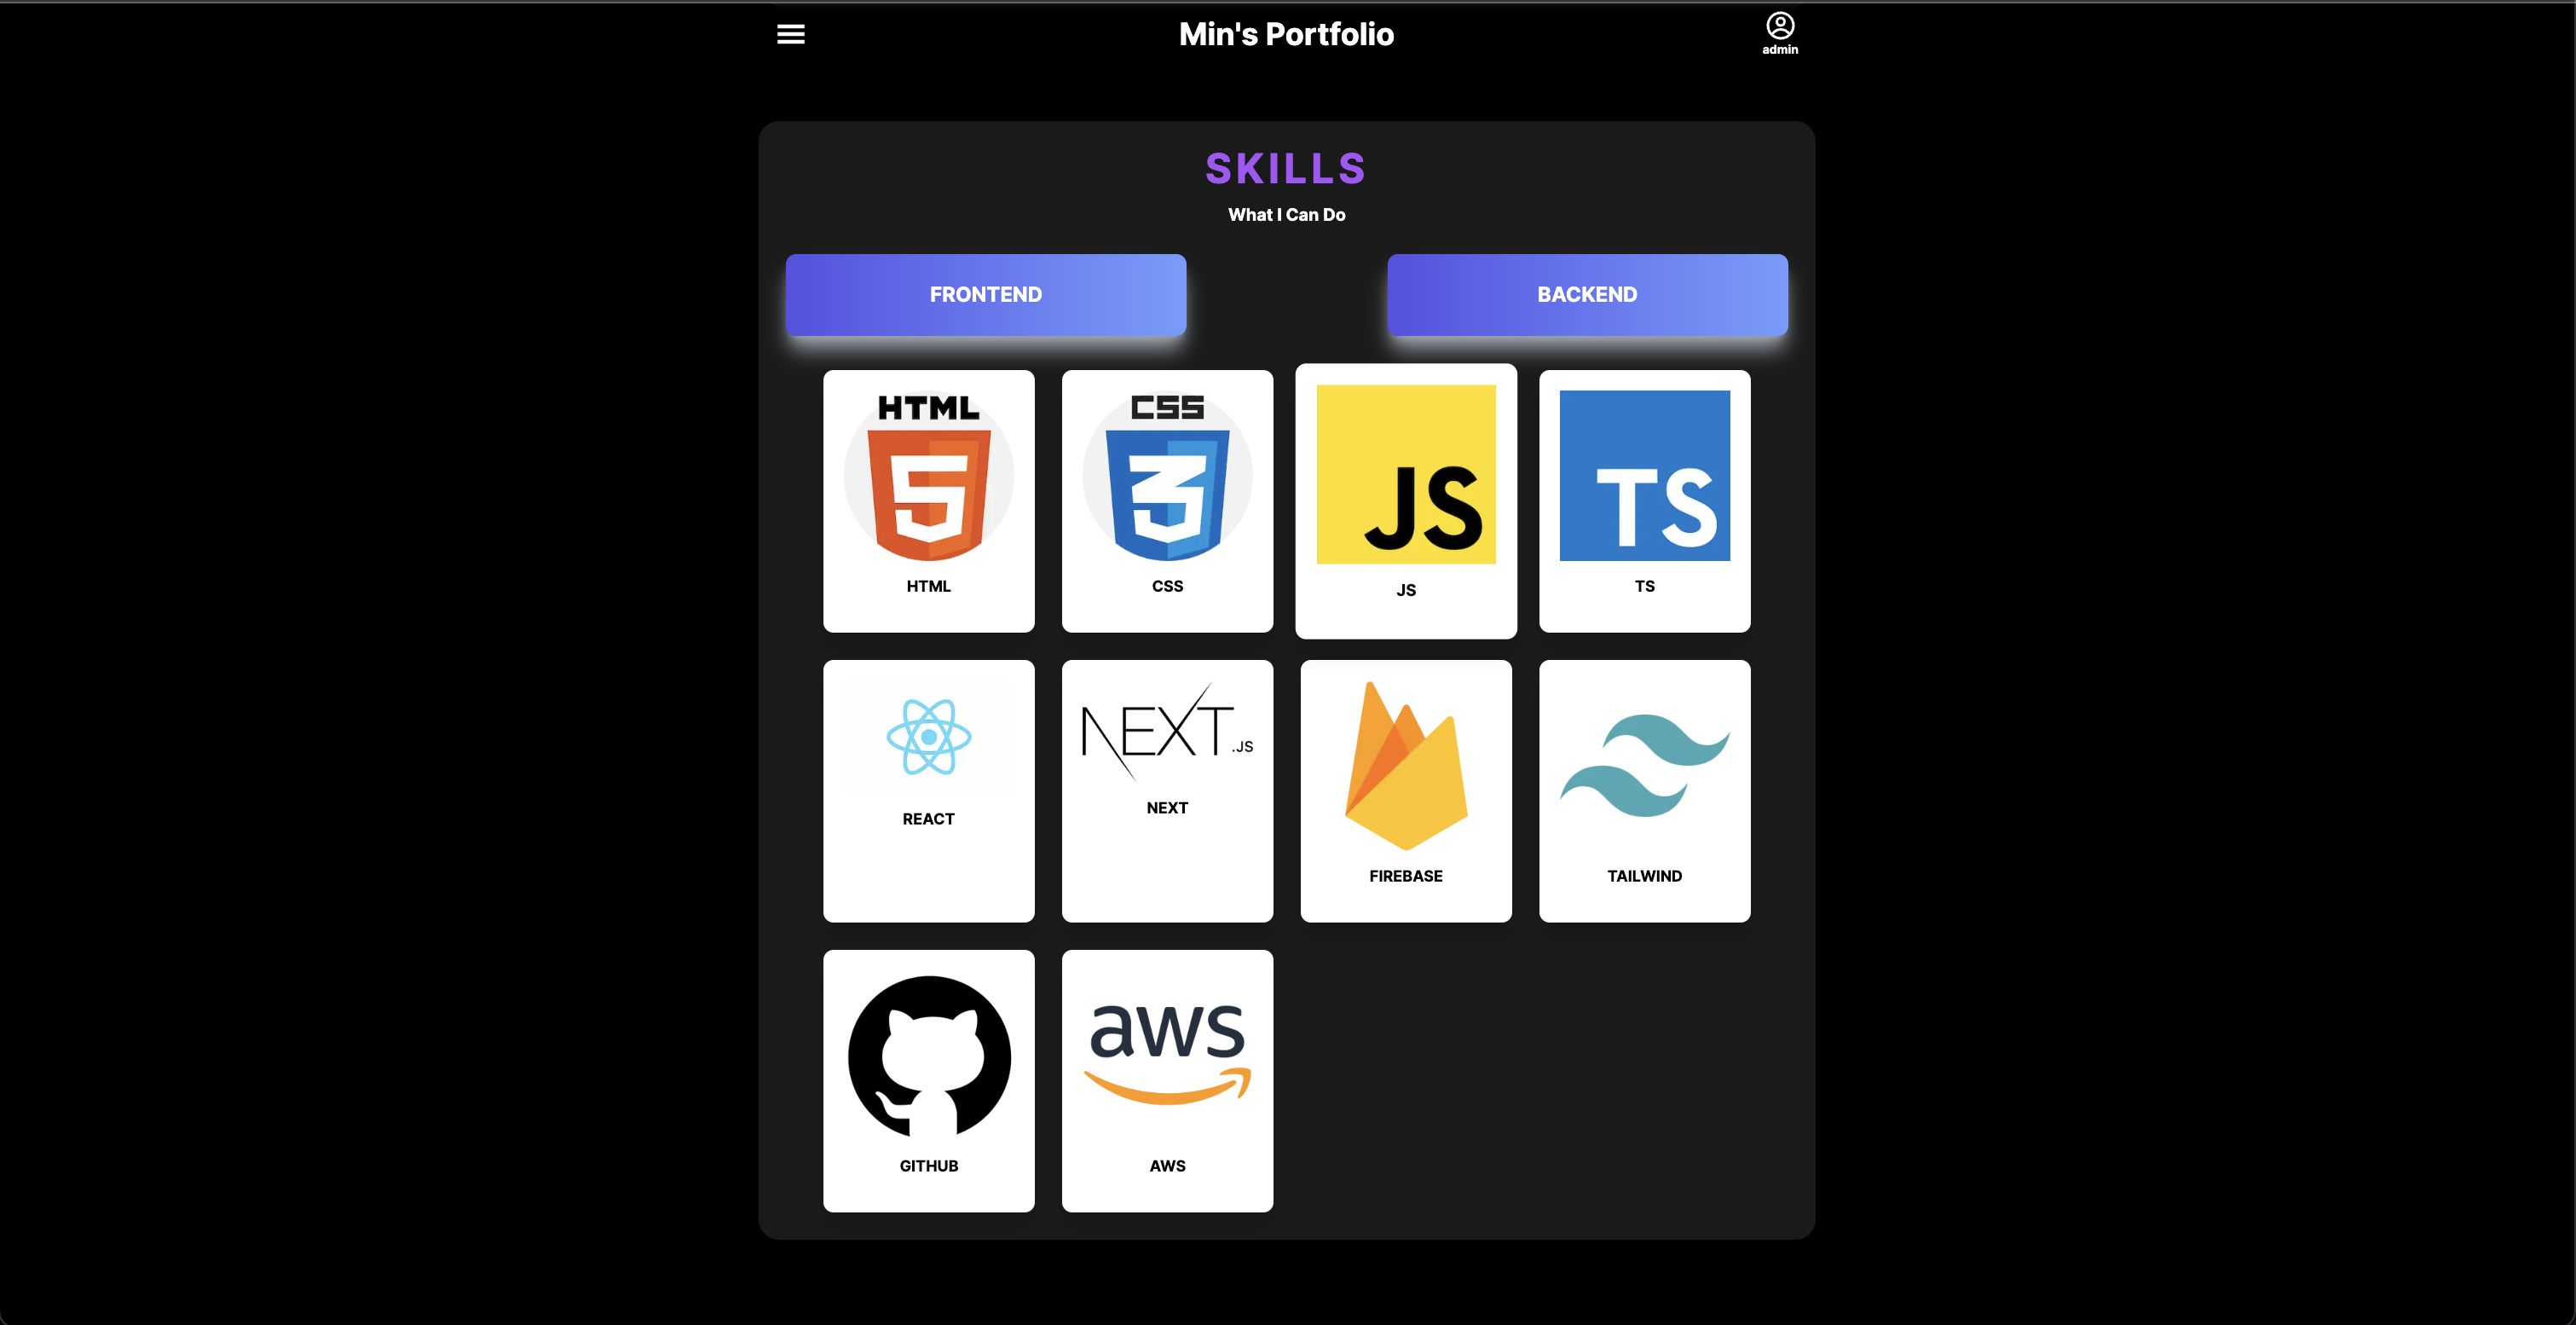 Min's Portfolio
admin
SKILLS
What I Can Do
FRONTEND
BACKEND
HTML
5
HTML
CSS
3
CSS
JS
JS
TS
TS
REACT
NEXT.JS
NEXT
FIREBASE
TAILWIND
GITHUB
aws
AWS